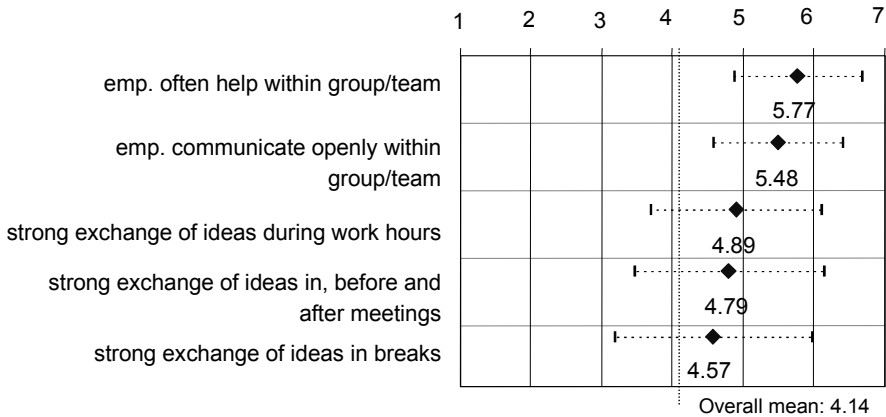 1 2 3 4 5 6 7
emp. often help within group/team
5.77
emp. communicate openly within
group/team
5.48
strong exchange of ideas during work hours
4.89
strong exchange of ideas in, before and
after meetings
4.79
strong exchange of ideas in breaks
4.57
Overall mean: 4.14